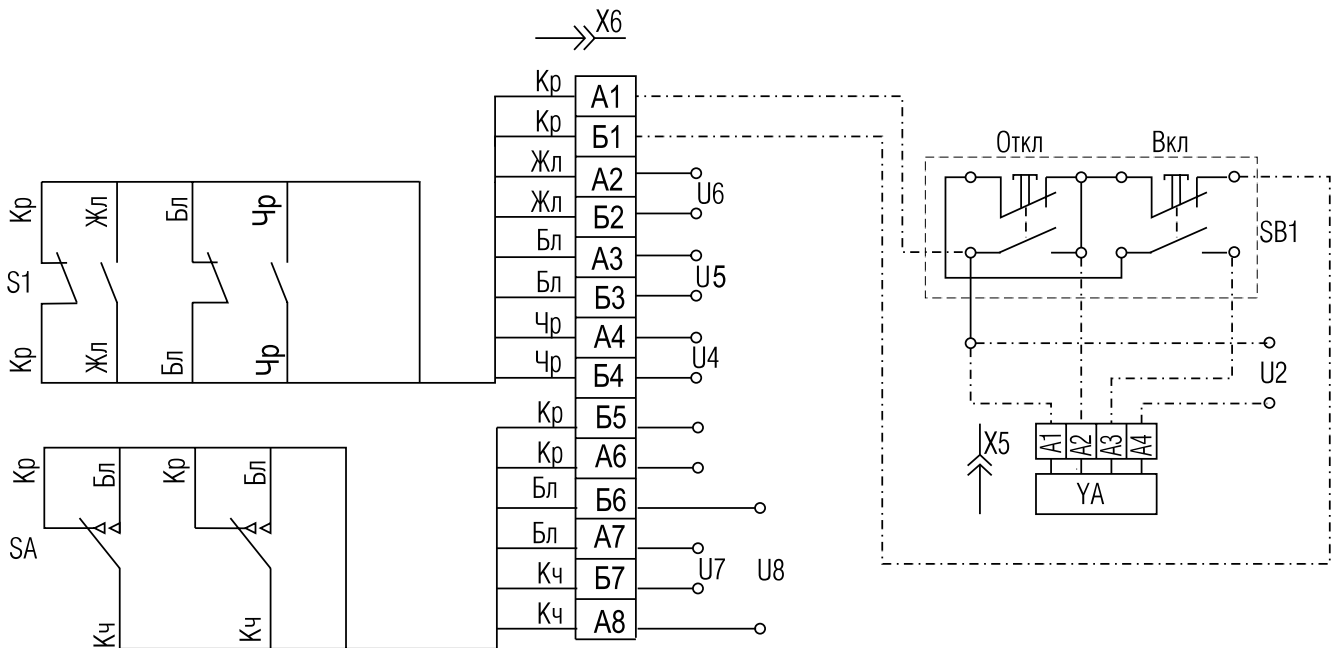 X6
Кр А1
Кр Б1
Жл А2
Жл Б2
U6
Бл А3
Бл Б3
U5
Чр А4
Чр Б4
U4
Кр Б5
Кр А6
Бл Б6
Бл А7
Кч Б7
U7 U8
Кч А8
Кр Жл Бл Чр
S1
Кр Жл Бл Чр
Кр Бл Кр Бл
SA
Кч Кч
Откл Вкл
SB1
U2
X5
А1 А2 А3 А4
YA